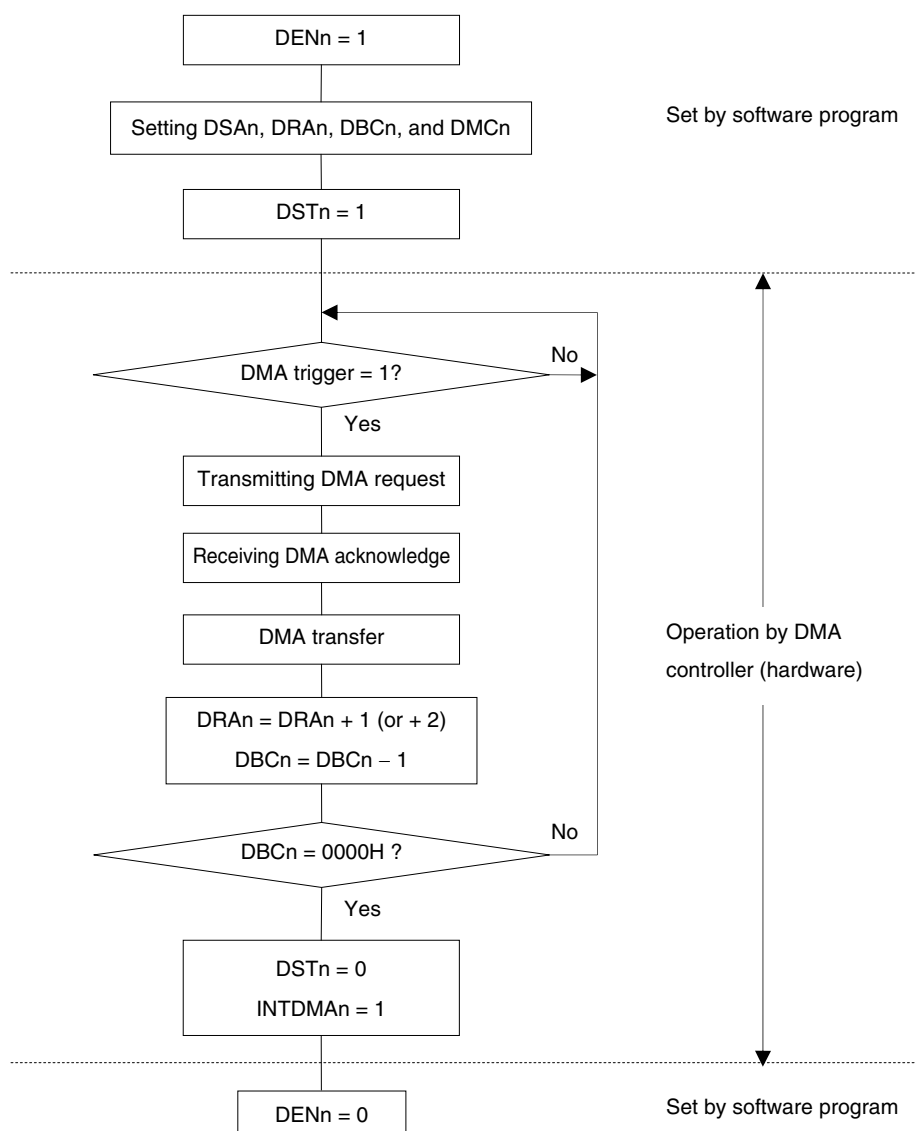 DENn = 1
Setting DSAn, DRAn, DBCn, and DMCn
Set by software program
DSTn = 1
DMA trigger = 1?
No
Yes
Transmitting DMA request
Receiving DMA acknowledge
DMA transfer
Operation by DMA
controller (hardware)
DRAn = DRAn + 1 (or + 2)
DBCn = DBCn − 1
DBCn = 0000H ?
No
Yes
DSTn = 0
INTDMAn = 1
DENn = 0
Set by software program